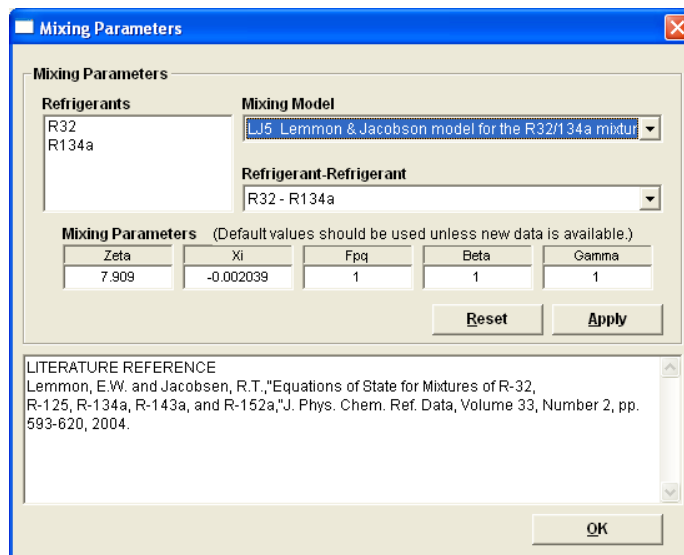 Mixing Parameters
Mixing Parameters
Refrigerants
R32
R134a
Mixing Model
LJ5 Lemmon & Jacobson model for the R32/134a mixtur
Refrigerant-Refrigerant
R32 - R134a
Mixing Parameters (Default values should be used unless new data is available.)
Zeta Xi Fpq Beta Gamma
7.909 -0.002039 1 1 1
Reset Apply
LITERATURE REFERENCE
Lemmon, E.W. and Jacobsen, R.T.,"Equations of State for Mixtures of R-32,
R-125, R-134a, R-143a, and R-152a,"J. Phys. Chem. Ref. Data, Volume 33, Number 2, pp.
593-620, 2004.
OK